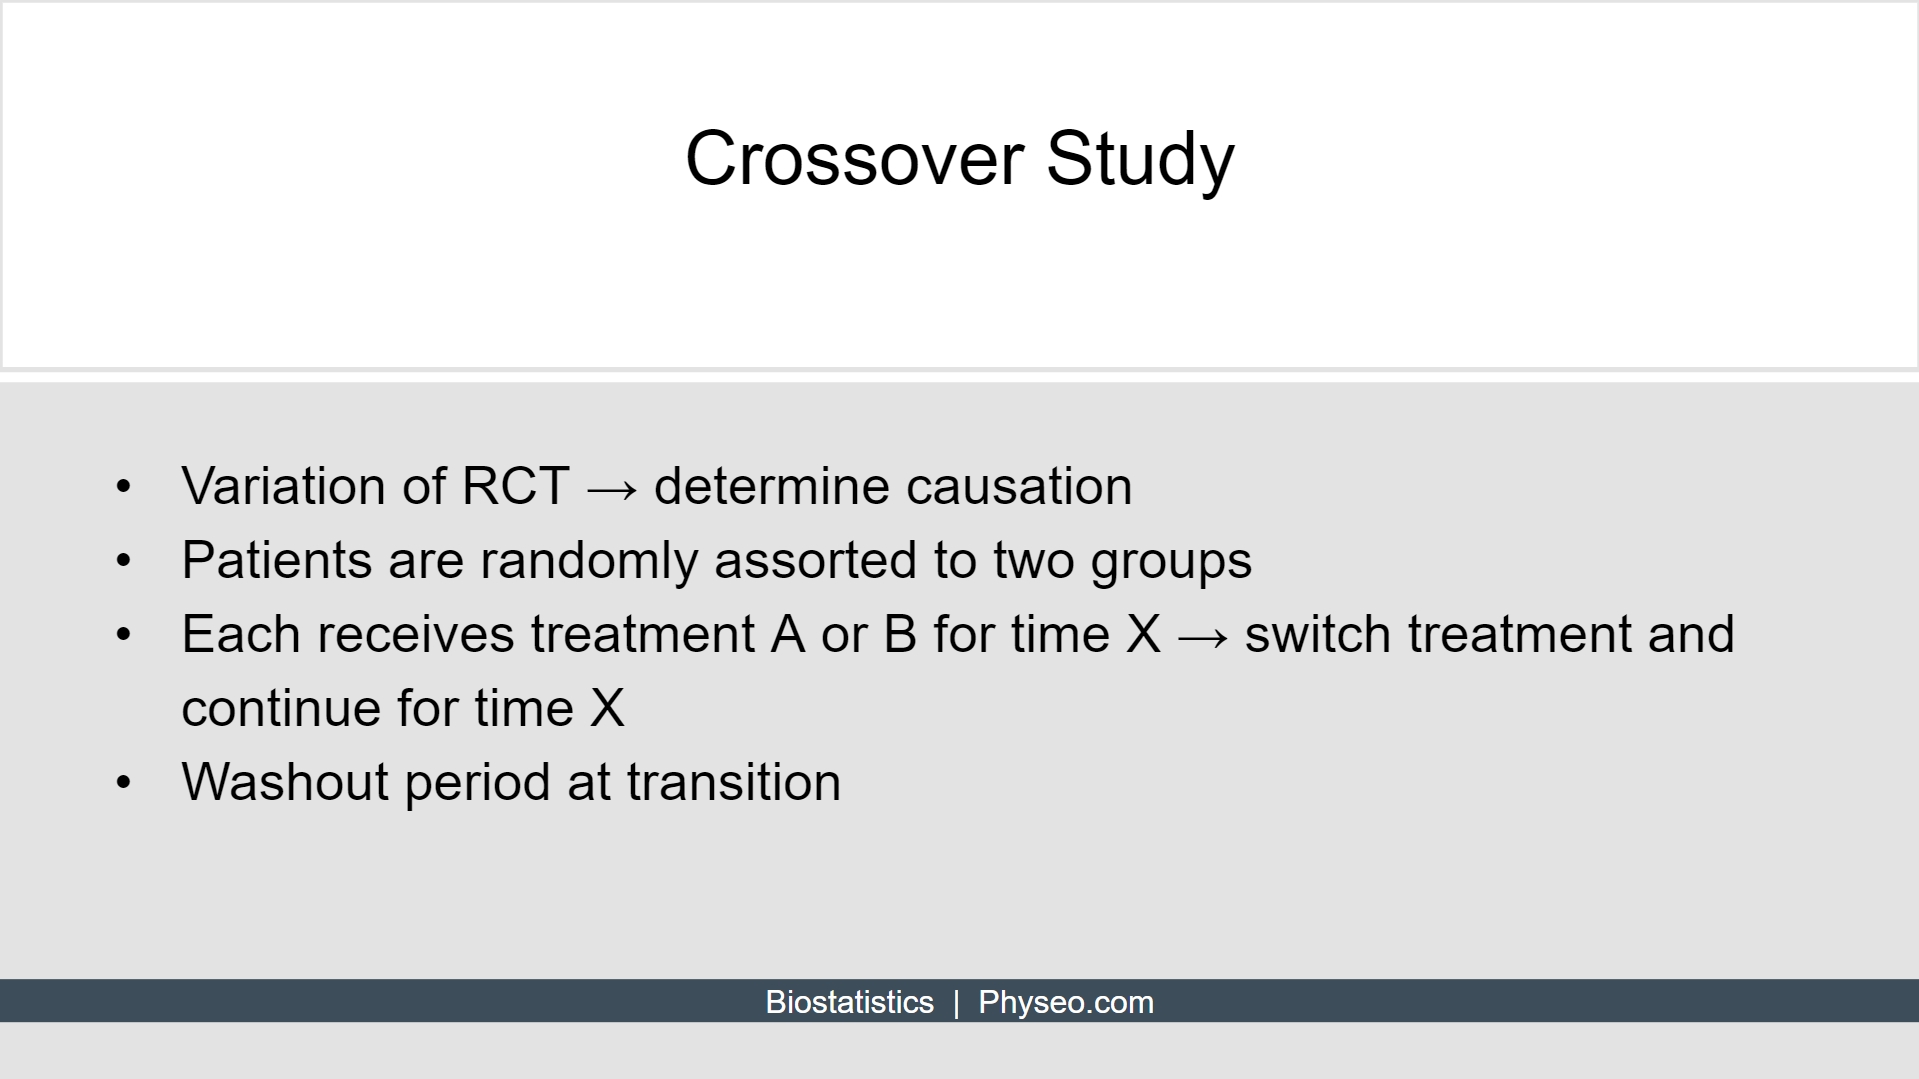 Crossover Study
• Variation of RCT → determine causation
• Patients are randomly assorted to two groups
• Each receives treatment A or B for time X → switch treatment and
continue for time X
• Washout period at transition
Biostatistics | Physeo.com